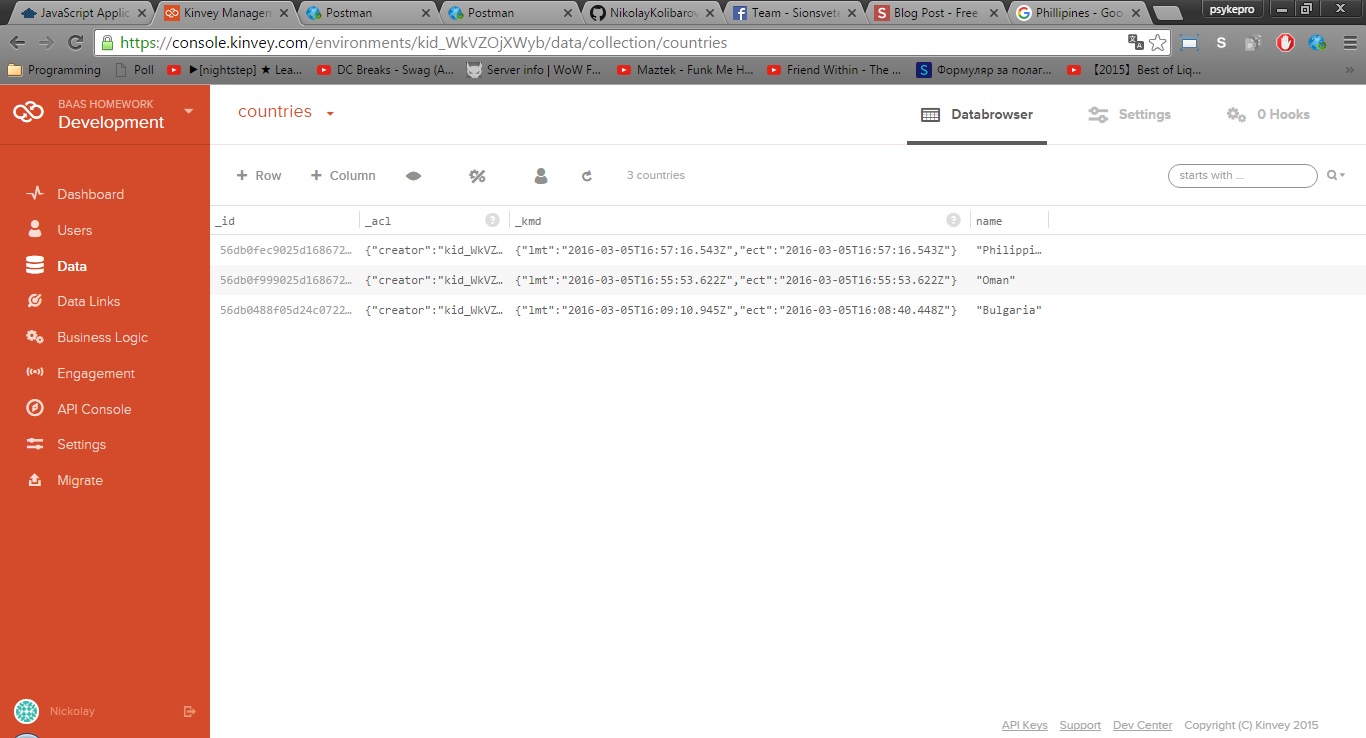 JavaScript Applic
Kinvey Managem
Postman
Postman
NikolayKolibarov
Team - Sionsvete
Blog Post - Free
Phillipines - Goo
psykepro
https://console.kinvey.com/environments/kid_WkVZOjXWyb/data/collection/countries
Programming
Poll
▶[nightstep] ★ Lea...
DC Breaks - Swag (A...
Server info | WoW F...
Maztek - Funk Me H...
Friend Within - The ...
Формуляр за полаг...
【2015】Best of Liq...
»
BAAS HOMEWORK
Development
countries
Databrowser
Settings
0 Hooks
Dashboard
Users
Data
Data Links
Business Logic
Engagement
API Console
Settings
Migrate
+ Row
+ Column
3 countries
starts with ...
_id _acl ? _kmd ? name
56db0fec9025d168672… {"creator":"kid_WkVZ… {"lmt":"2016-03-05T16:57:16.543Z","ect":"2016-03-05T16:57:16.543Z"} "Philippi…
56db0f999025d168672… {"creator":"kid_WkVZ… {"lmt":"2016-03-05T16:55:53.622Z","ect":"2016-03-05T16:55:53.622Z"} "Oman"
56db0488f05d24c0722… {"creator":"kid_WkVZ… {"lmt":"2016-03-05T16:09:10.945Z","ect":"2016-03-05T16:08:40.448Z"} "Bulgaria"
Nickolay
API Keys Support Dev Center Copyright (C) Kinvey 2015